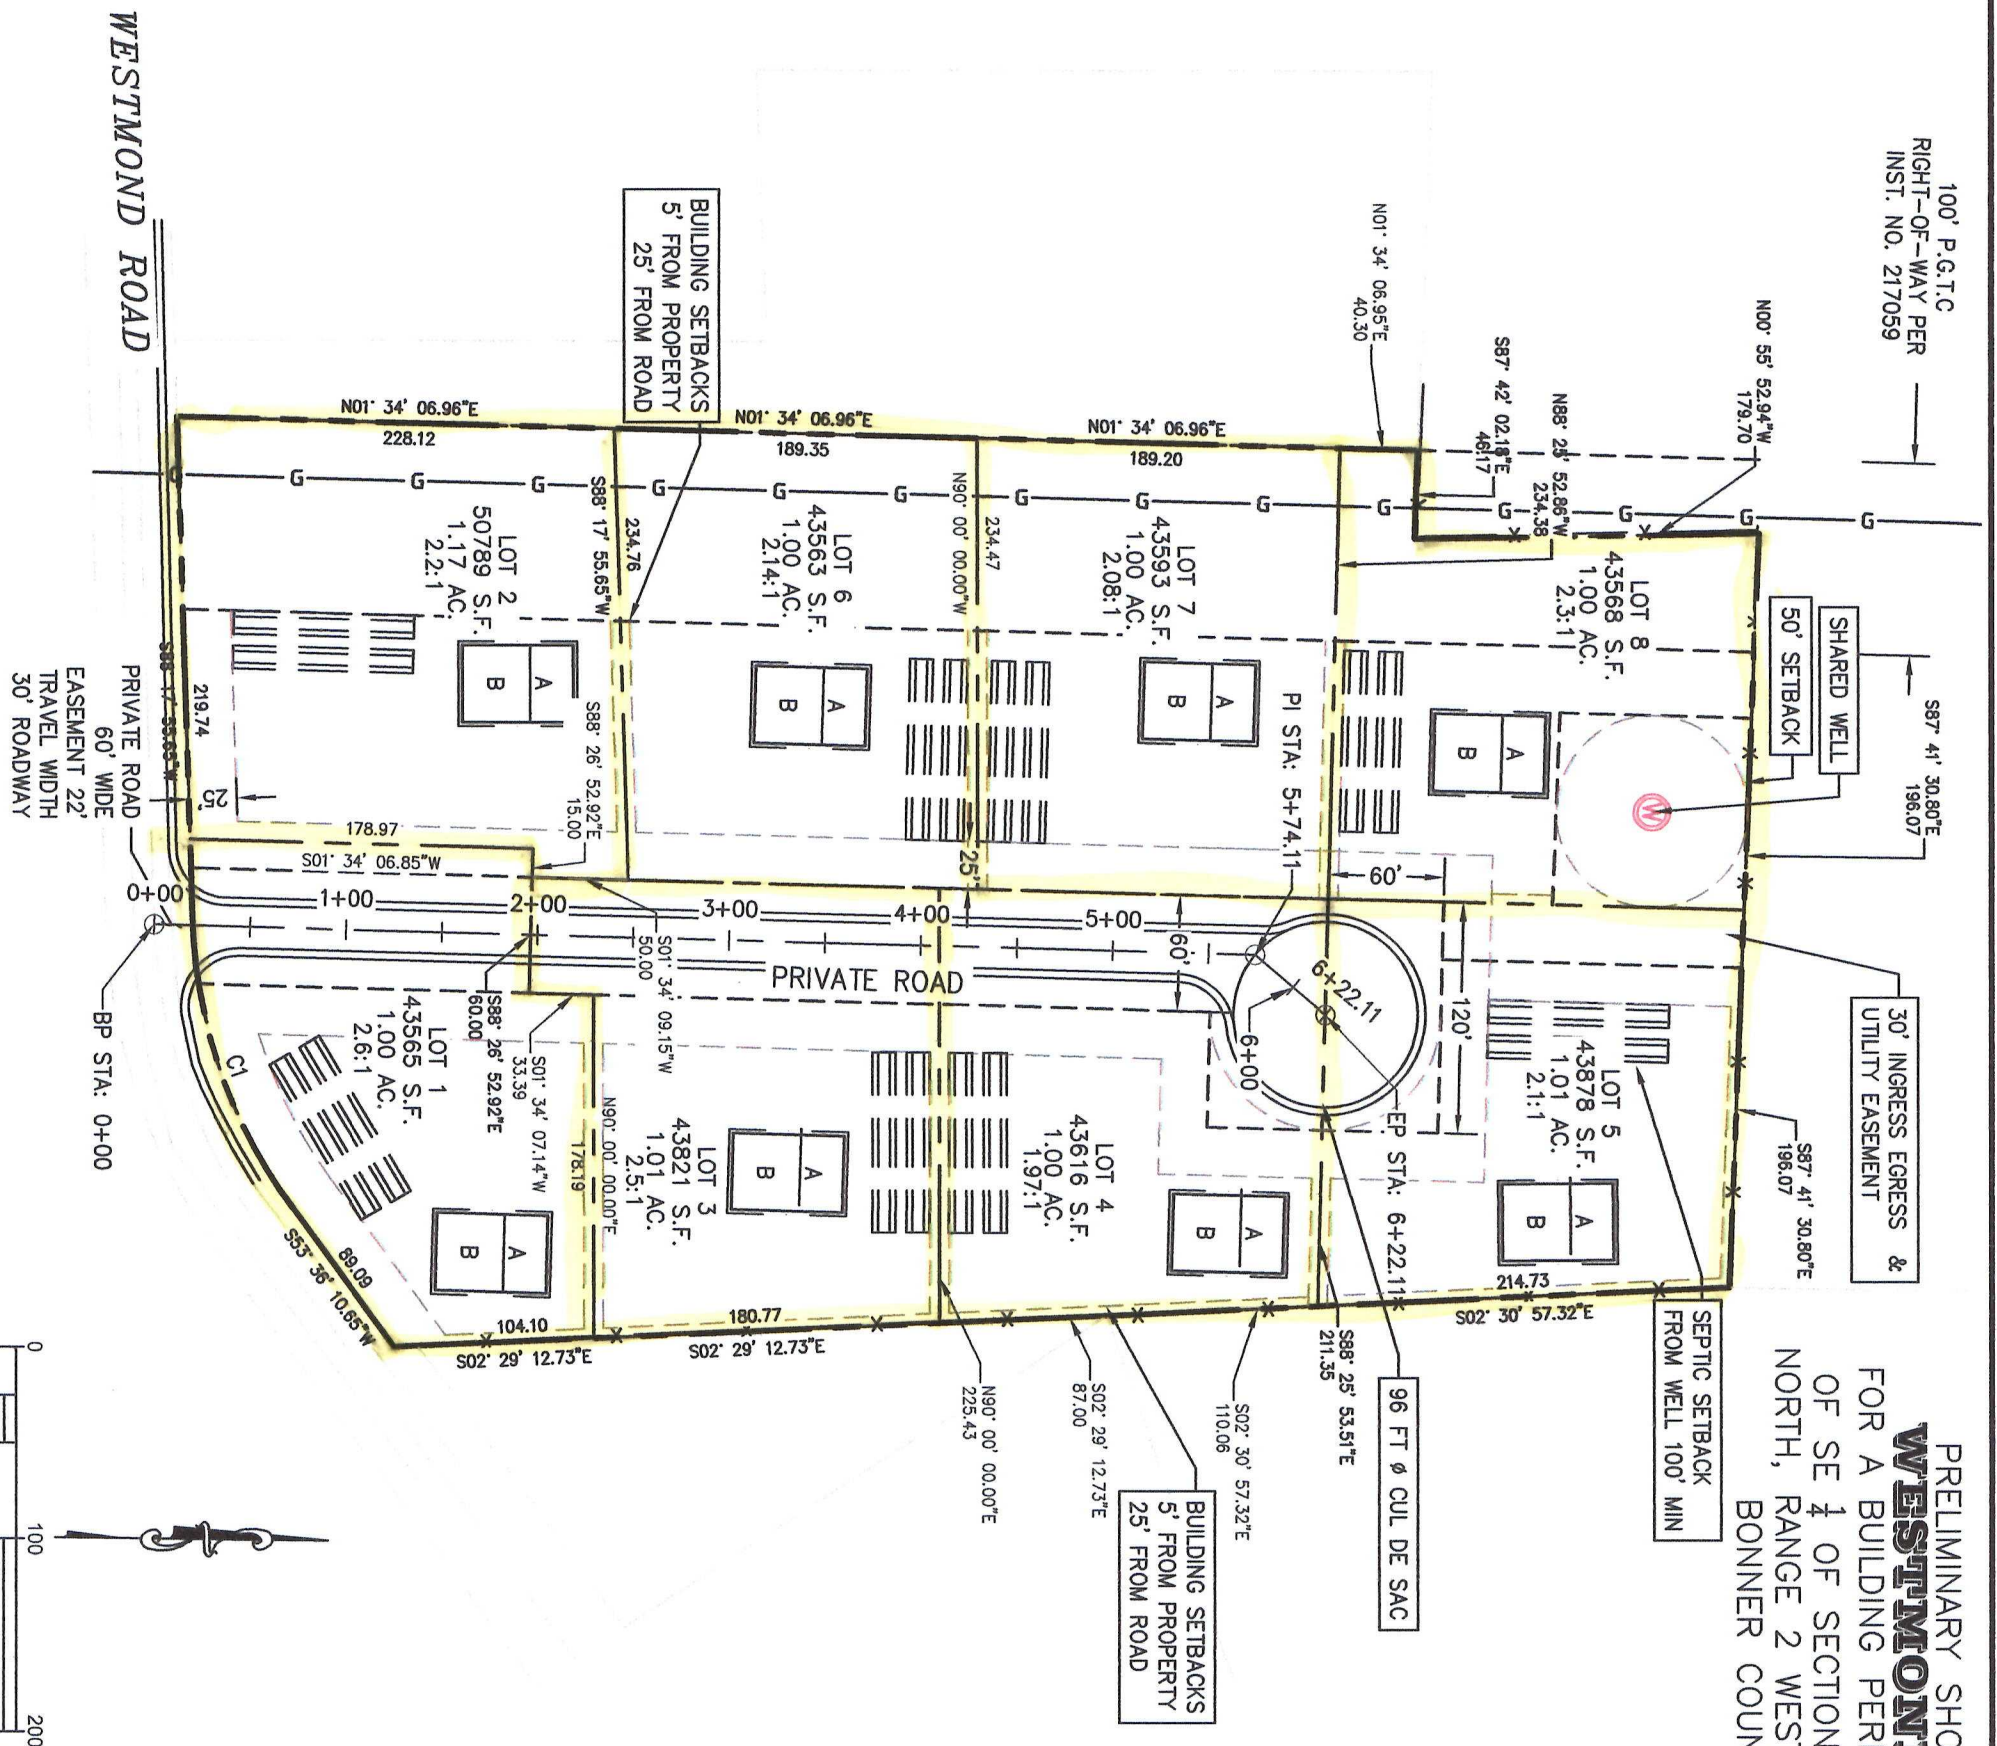 100' P.G.T.C
RIGHT-OF-WAY PER
INST. NO. 217059
N00° 55' 52.94"W
179.70
S87° 41' 30.80"E
196.07
SHARED WELL
50' SETBACK
30' INGRESS EGRESS &
UTILITY EASEMENT
S87° 41' 30.80"E
196.07
SEPTIC SETBACK
FROM WELL 100' MIN
PRELIMINARY SHO
WESTMON
FOR A BUILDING PER
OF SE 1/4 OF SECTION
NORTH, RANGE 2 WEST
BONNER COUN
N88° 25' 52.86"W
234.38
S87° 42' 02.18"E
46.17
N01° 34' 06.95"E
40.30
LOT 8
43568 S.F.
1.00 AC.
2.3:1
A
B
W
60'
120'
LOT 5
43878 S.F.
1.01 AC.
2.1:1
A
B
214.73
S02° 30' 57.32"E
G G G G G G G G G G G G G G
N01° 34' 06.96"E
189.20
LOT 7
43593 S.F.
1.00 AC.
2.08:1
A
B
PI STA: 5+74.11
6+22.11
6+00
EP STA: 6+22.11
S88° 25' 53.51"E
211.35
96 FT ø CUL DE SAC
5+00
60'
LOT 4
43616 S.F.
1.00 AC.
1.97:1
A
B
S02° 30' 57.32"E
110.06
S02° 29' 12.73"E
87.00
BUILDING SETBACKS
5' FROM PROPERTY
25' FROM ROAD
N90° 00' 00.00"E
225.43
234.47
N90° 00' 00.00"W
25'
4+00
PRIVATE ROAD
N01° 34' 06.96"E
189.35
BUILDING SETBACKS
5' FROM PROPERTY
25' FROM ROAD
LOT 6
43563 S.F.
1.00 AC.
2.14:1
A
B
3+00
S01° 34' 09.15"W
50.00
LOT 3
43821 S.F.
1.01 AC.
2.5:1
A
B
180.77
S02° 29' 12.73"E
N90° 00' 00.00"E
178.19
234.76
S88° 17' 55.65"W
S88° 26' 52.92"E
15.00
2+00
S01° 34' 07.14"W
33.39
S88° 26' 52.92"E
60.00
N01° 34' 06.96"E
228.12
LOT 2
50789 S.F.
1.17 AC.
2.2:1
A
B
178.97
S01° 34' 06.85"W
1+00
LOT 1
43565 S.F.
1.00 AC.
2.6:1
A
B
104.10
S02° 29' 12.73"E
C1
89.09
S53° 36' 10.65"W
25'
219.74
S88° 17' 55.65"W
0+00
WESTMOND ROAD
PRIVATE ROAD
60' WIDE
EASEMENT 22'
TRAVEL WIDTH
30' ROADWAY
BP STA: 0+00
0
100
200